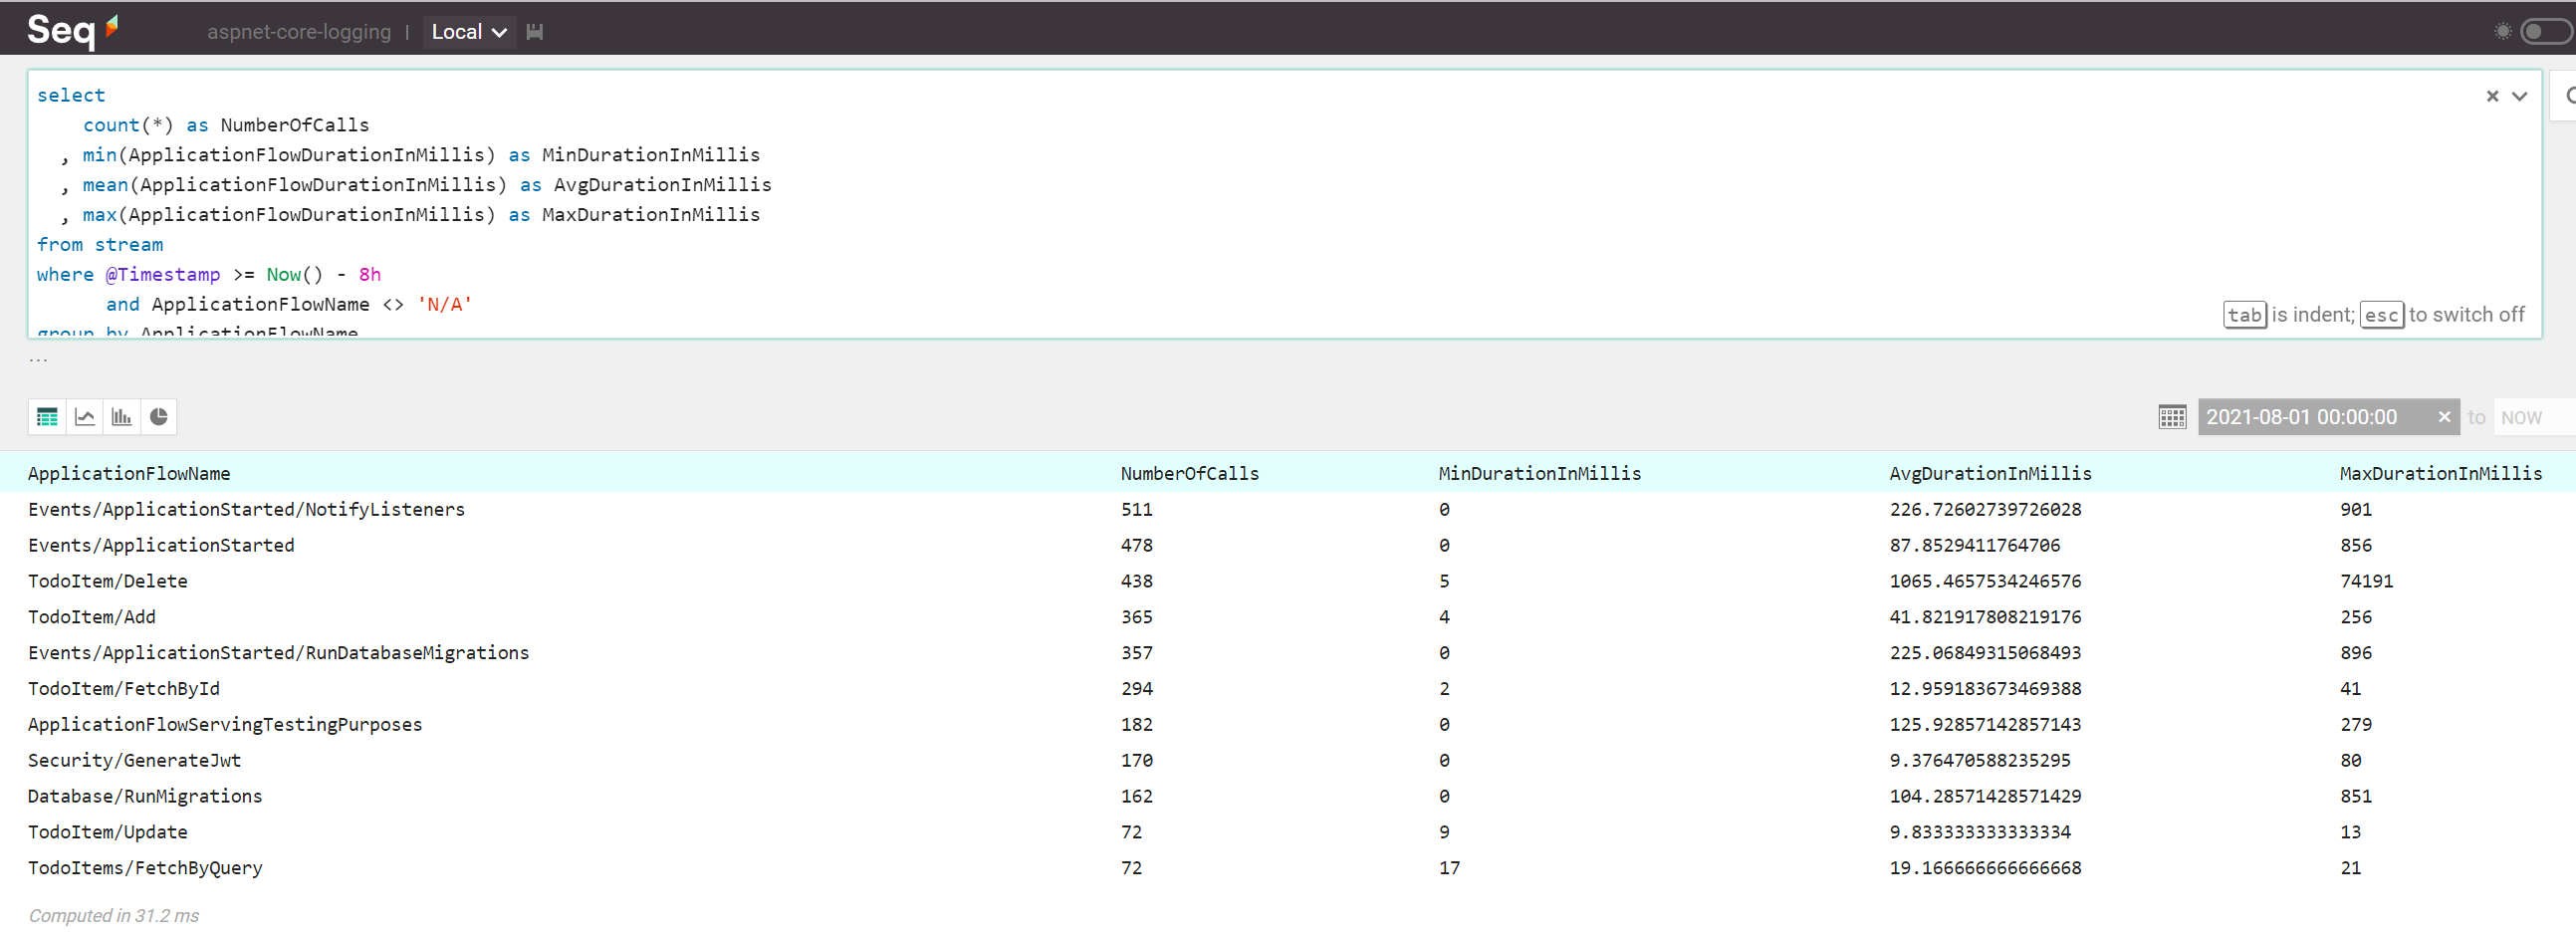 Seq aspnet-core-logging | Local
select
count(*) as NumberOfCalls
, min(ApplicationFlowDurationInMillis) as MinDurationInMillis
, mean(ApplicationFlowDurationInMillis) as AvgDurationInMillis
, max(ApplicationFlowDurationInMillis) as MaxDurationInMillis
from stream
where @Timestamp >= Now() - 8h
and ApplicationFlowName <> 'N/A'
tab is indent; esc to switch off
group by ApplicationFlowName
...
2021-08-01 00:00:00 × to NOW
ApplicationFlowName NumberOfCalls MinDurationInMillis AvgDurationInMillis MaxDurationInMillis
Events/ApplicationStarted/NotifyListeners 511 0 226.72602739726028 901
Events/ApplicationStarted 478 0 87.8529411764706 856
TodoItem/Delete 438 5 1065.4657534246576 74191
TodoItem/Add 365 4 41.821917808219176 256
Events/ApplicationStarted/RunDatabaseMigrations 357 0 225.06849315068493 896
TodoItem/FetchById 294 2 12.959183673469388 41
ApplicationFlowServingTestingPurposes 182 0 125.92857142857143 279
Security/GenerateJwt 170 0 9.376470588235295 80
Database/RunMigrations 162 0 104.28571428571429 851
TodoItem/Update 72 9 9.833333333333334 13
TodoItems/FetchByQuery 72 17 19.166666666666668 21
Computed in 31.2 ms